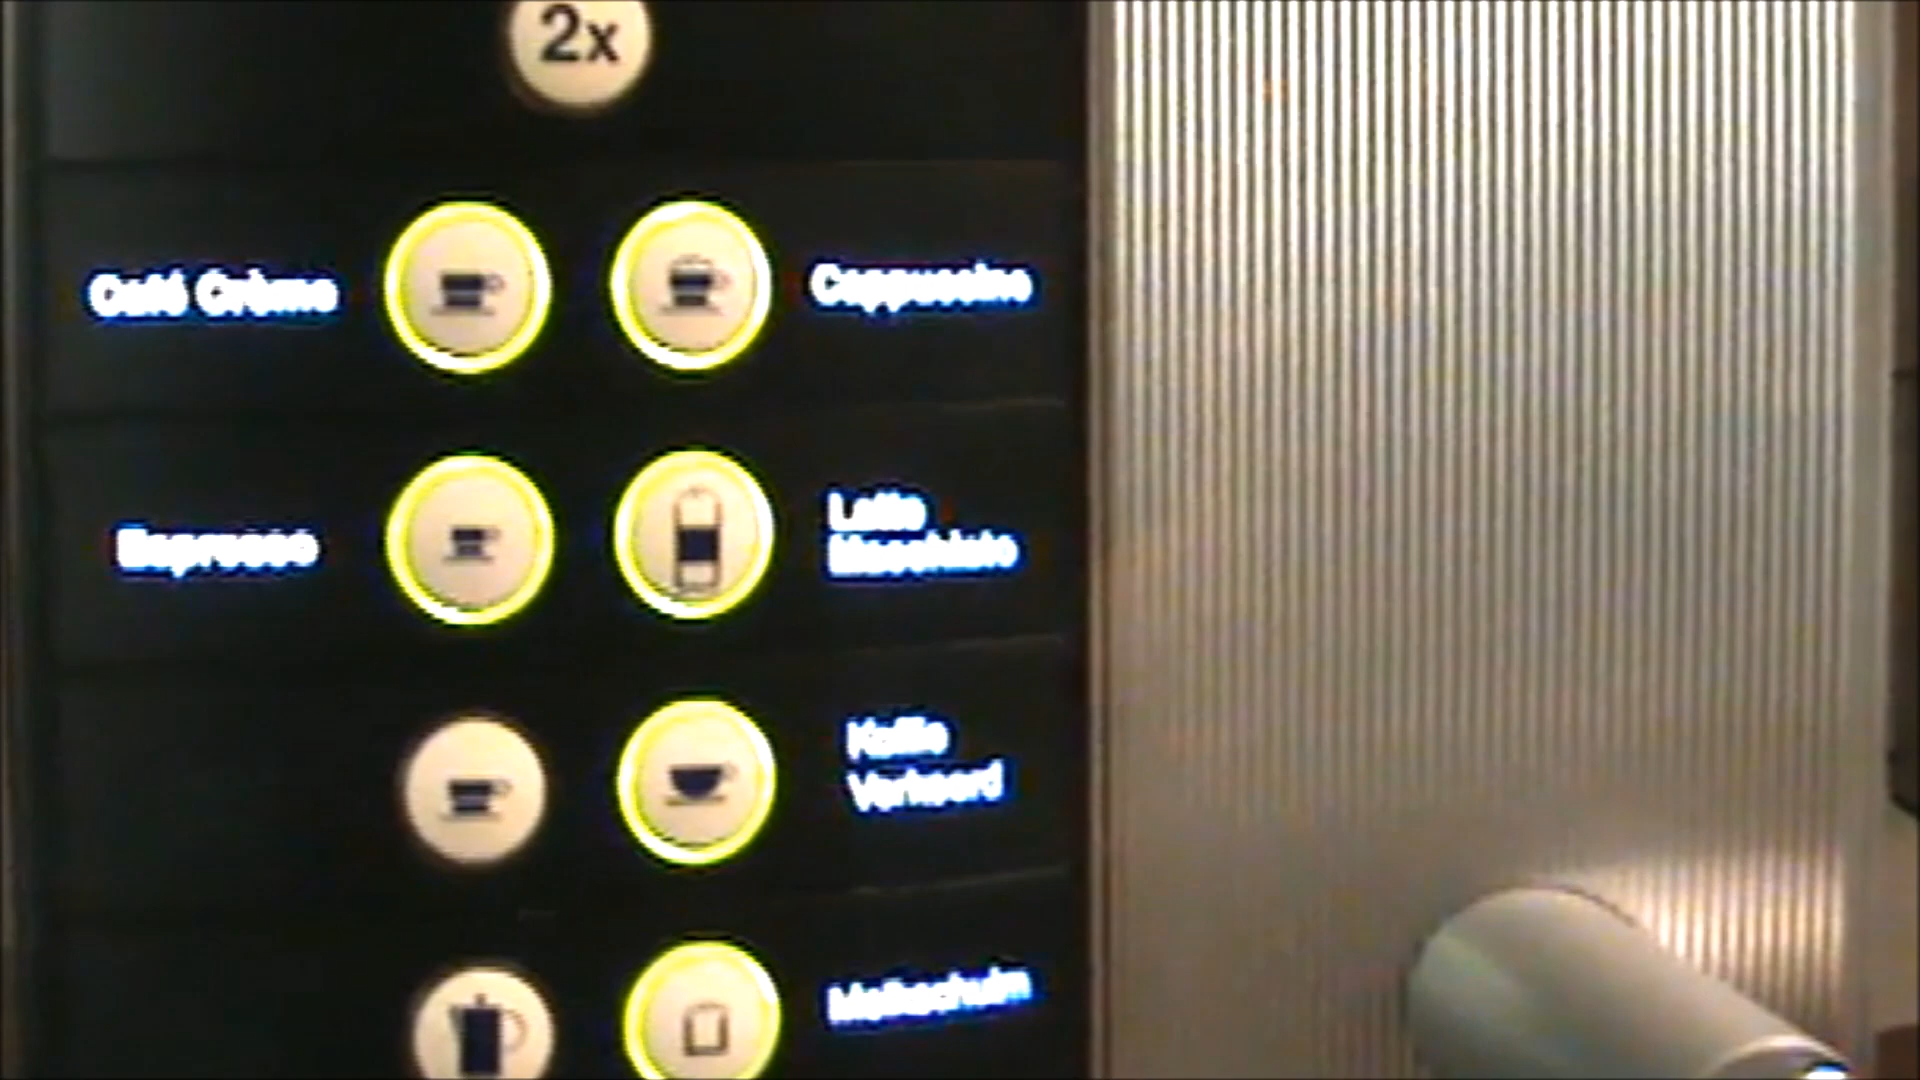 2x
Café Crème
Cappuccino
Espresso
Latte
Macchiato
Koffie
Verkeerd
Melkschuim